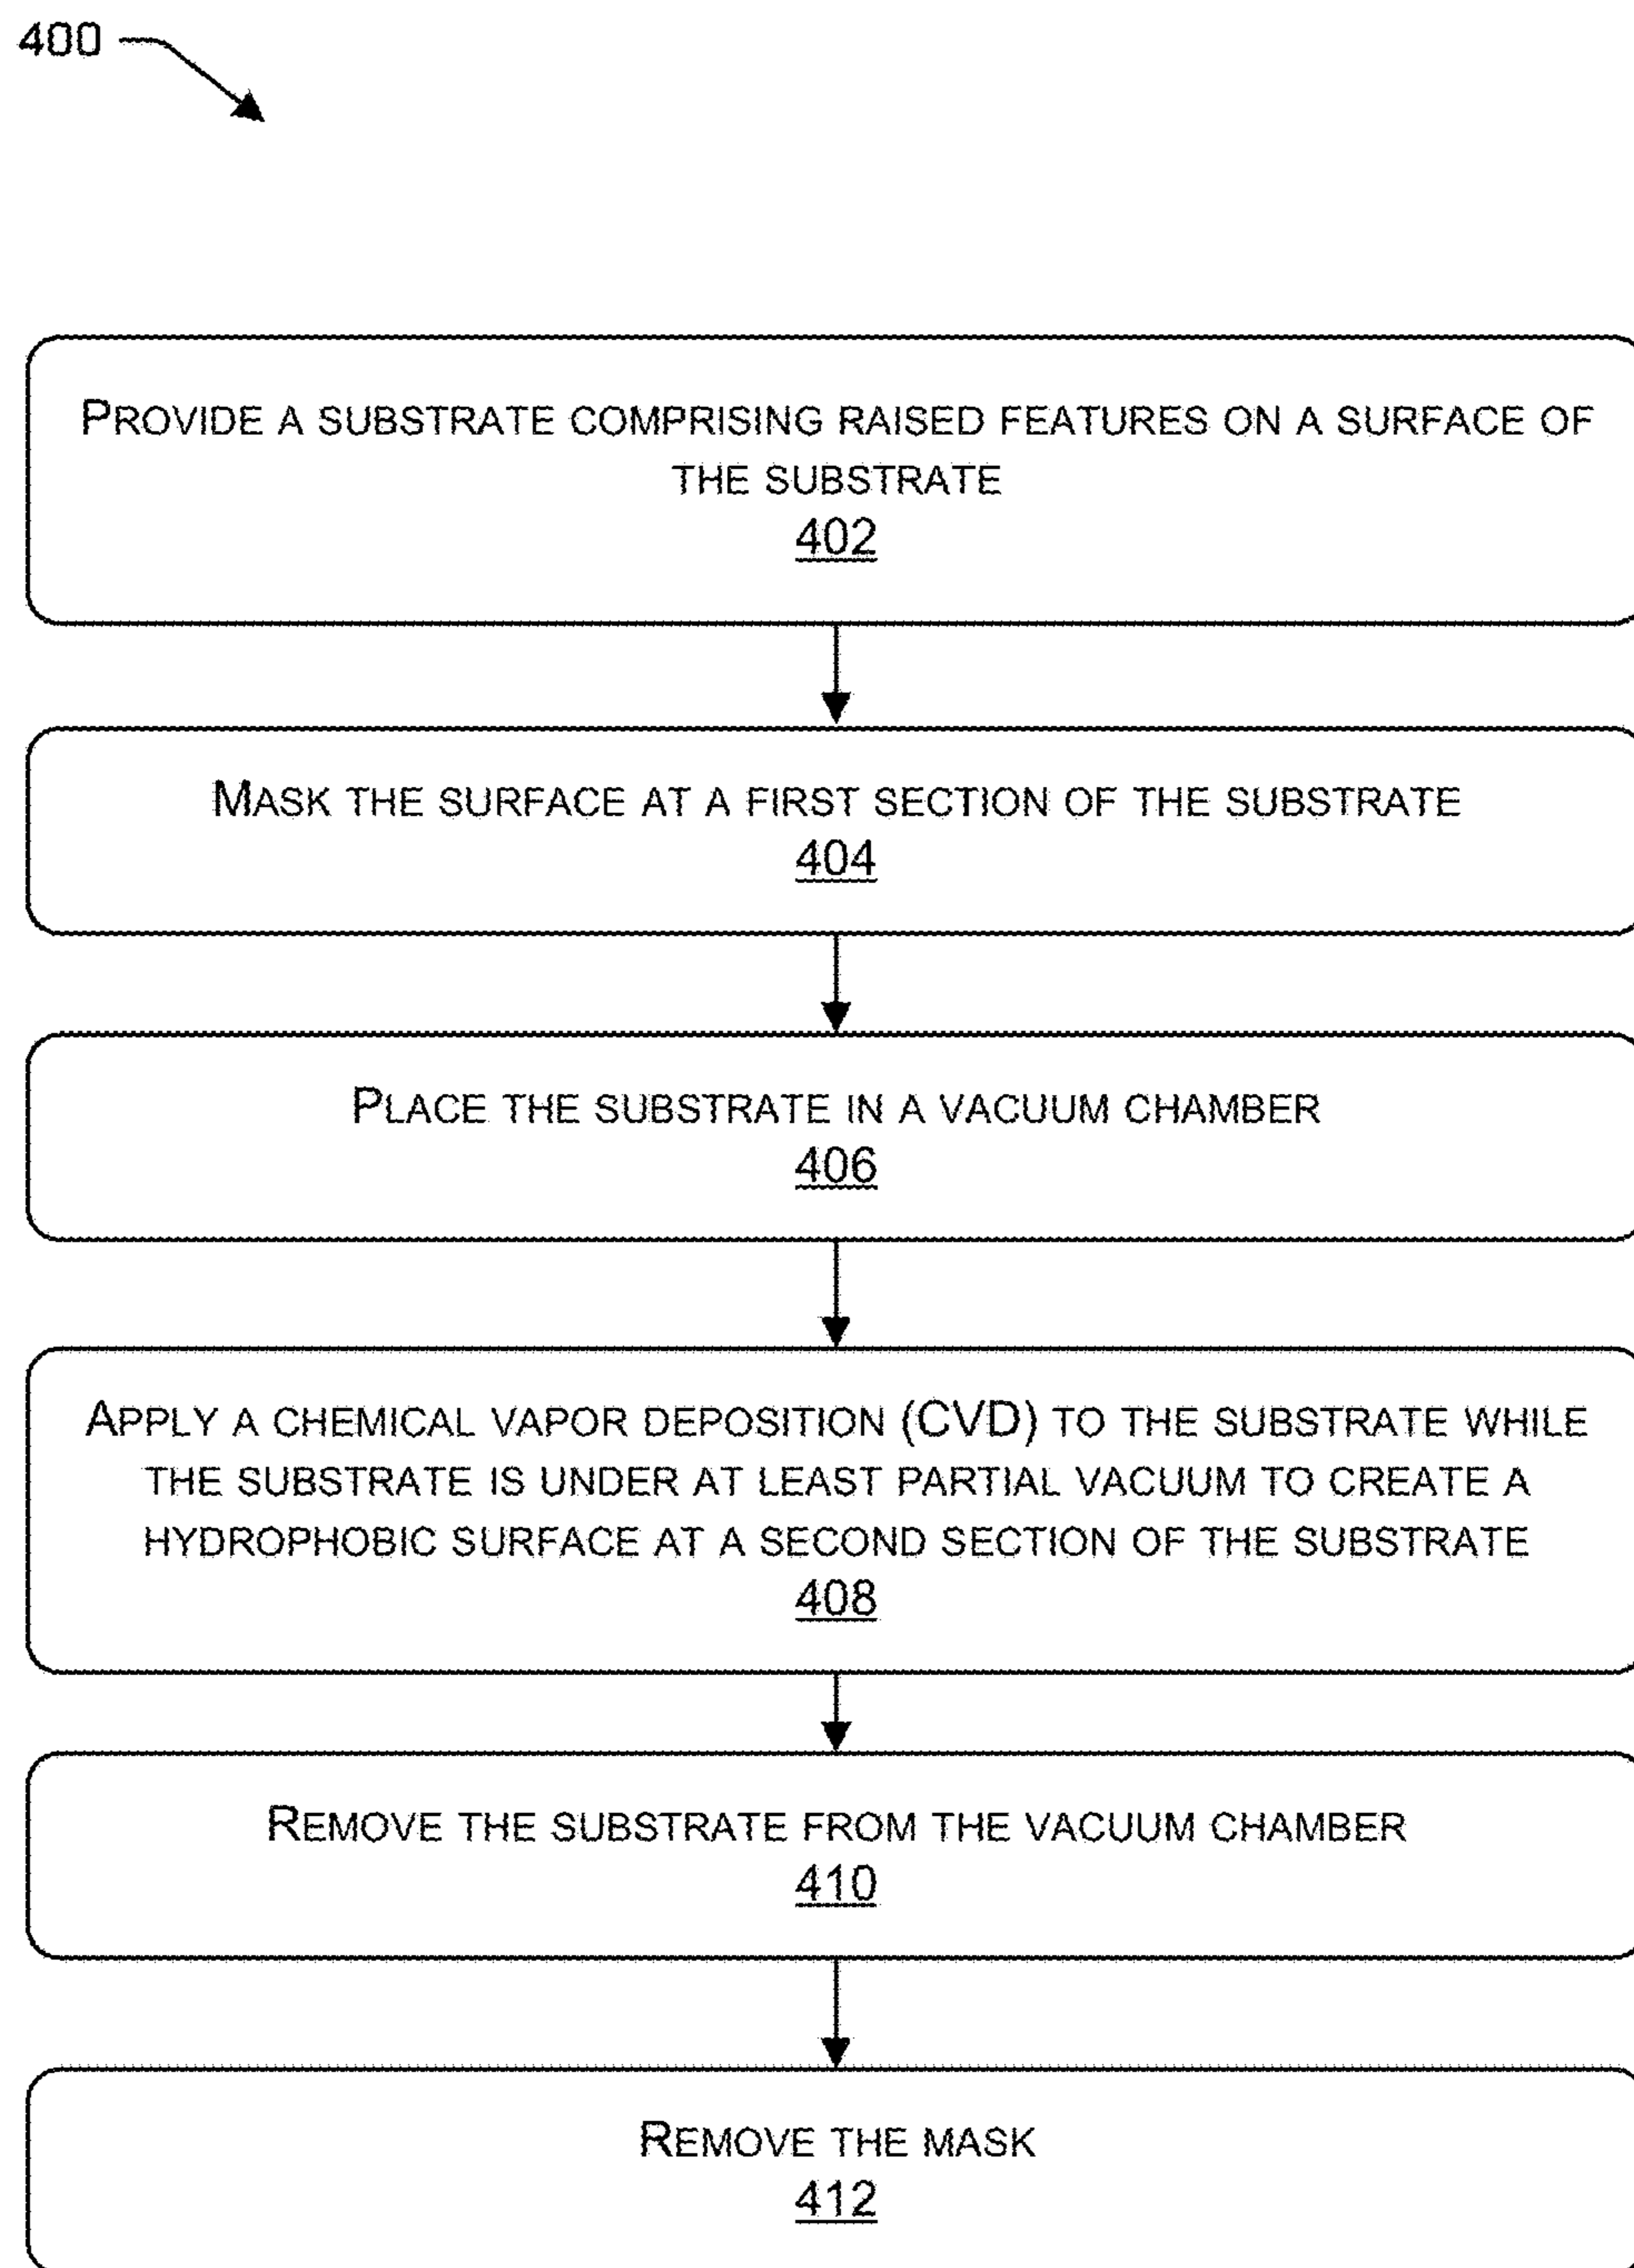 400
PROVIDE A SUBSTRATE COMPRISING RAISED FEATURES ON A SURFACE OF
THE SUBSTRATE
402
MASK THE SURFACE AT A FIRST SECTION OF THE SUBSTRATE
404
PLACE THE SUBSTRATE IN A VACUUM CHAMBER
406
APPLY A CHEMICAL VAPOR DEPOSITION (CVD) TO THE SUBSTRATE WHILE
THE SUBSTRATE IS UNDER AT LEAST PARTIAL VACUUM TO CREATE A
HYDROPHOBIC SURFACE AT A SECOND SECTION OF THE SUBSTRATE
408
REMOVE THE SUBSTRATE FROM THE VACUUM CHAMBER
410
REMOVE THE MASK
412